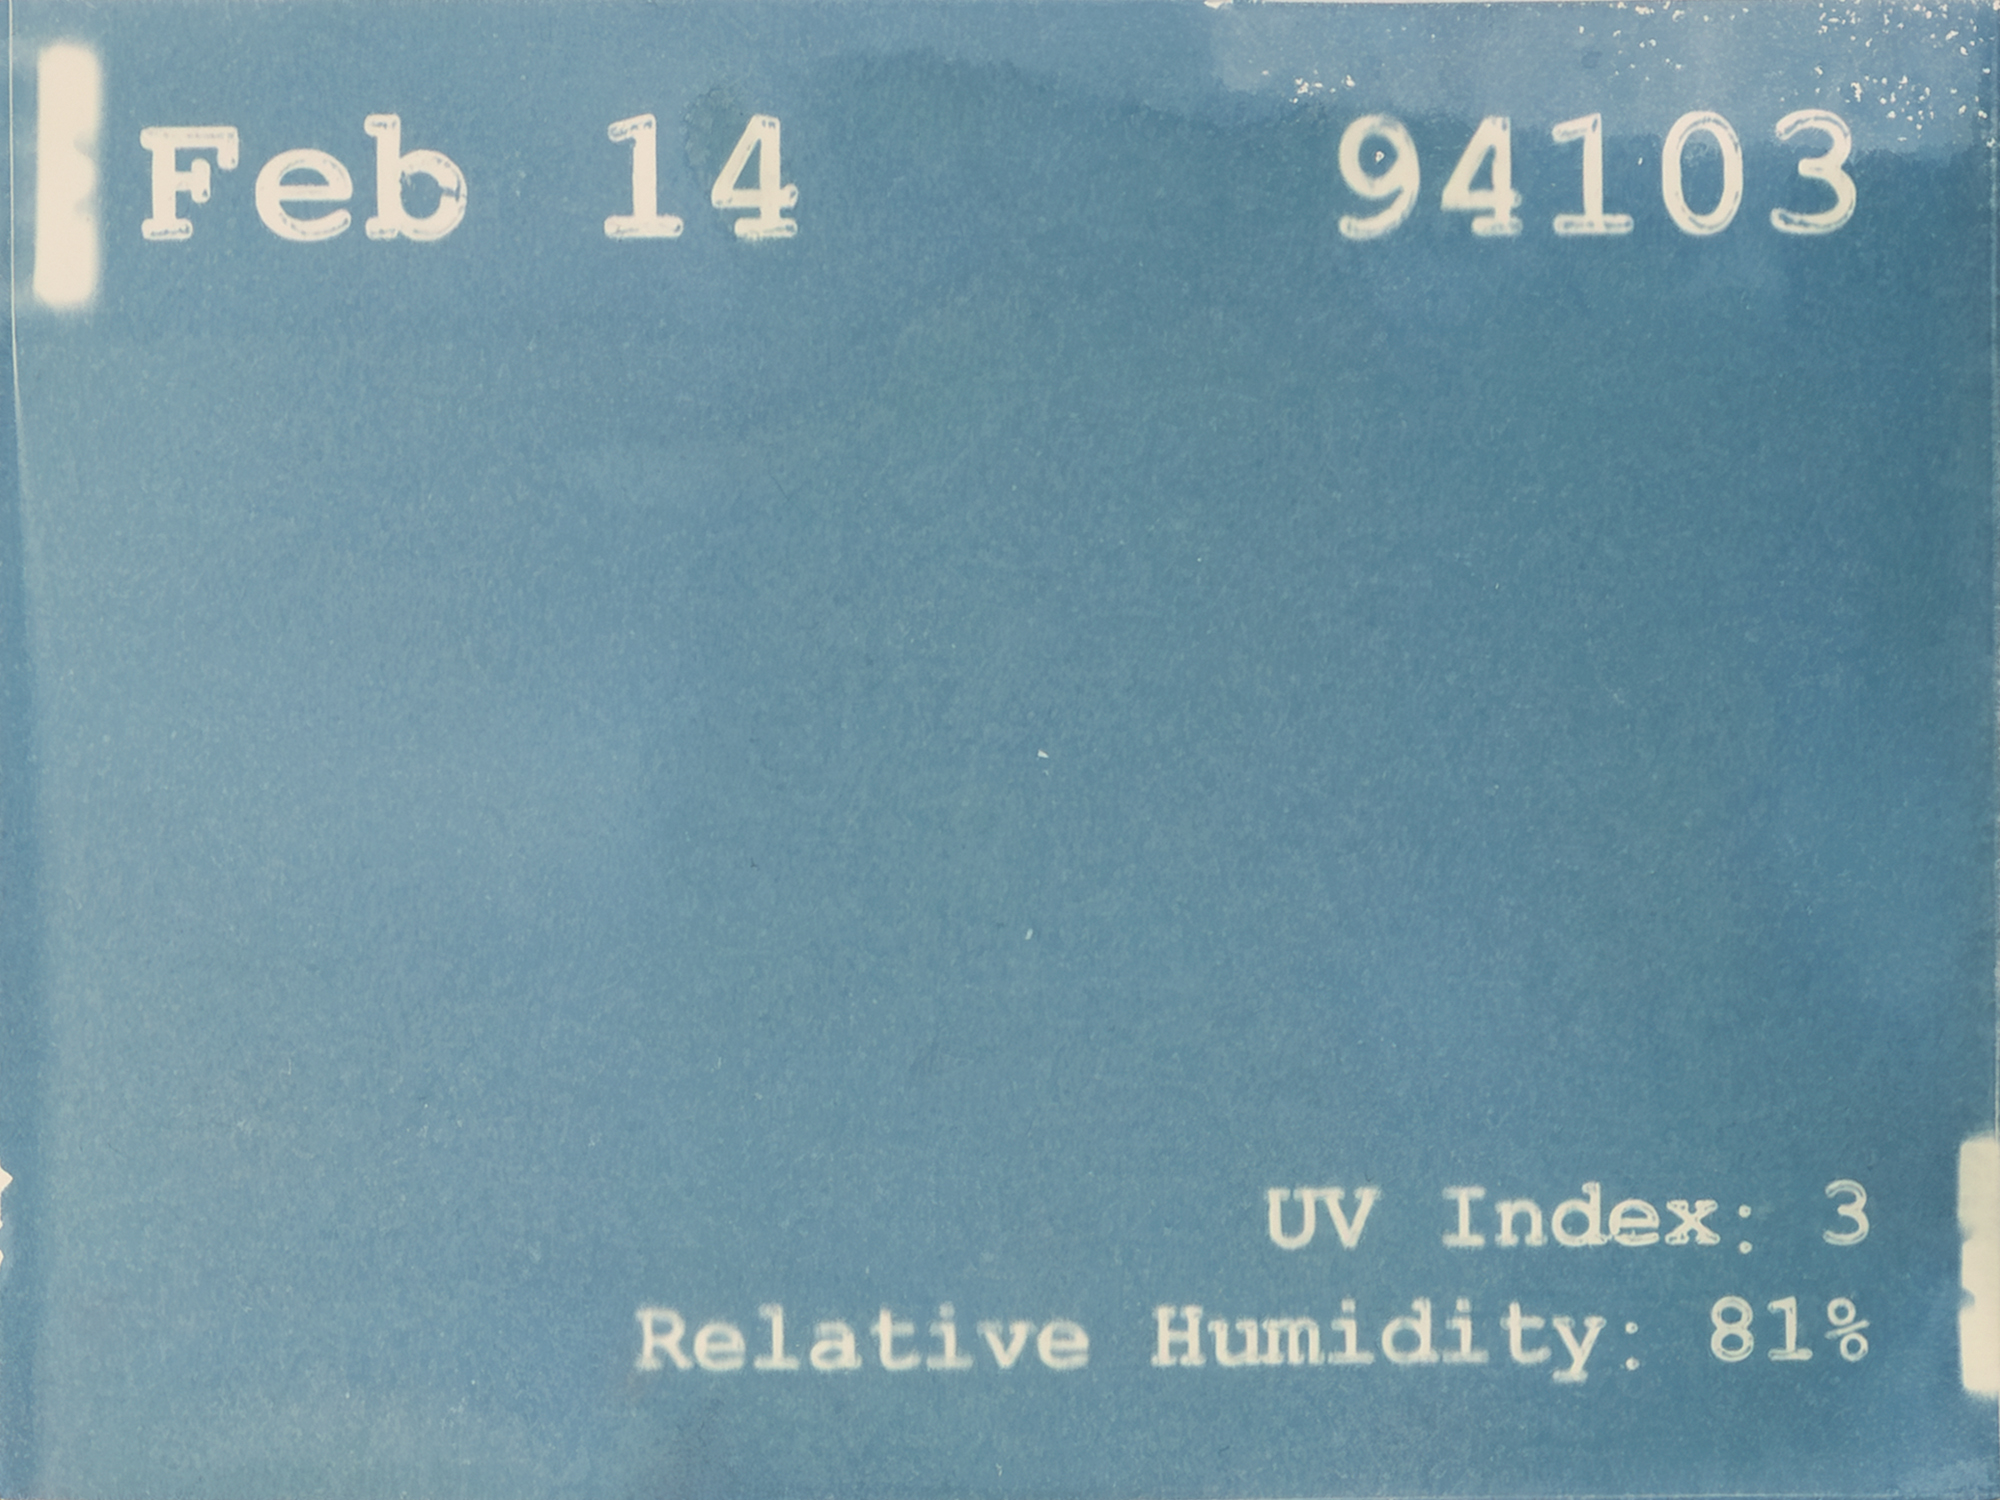 Feb 14 94103
UV Index: 3
Relative Humidity: 81%